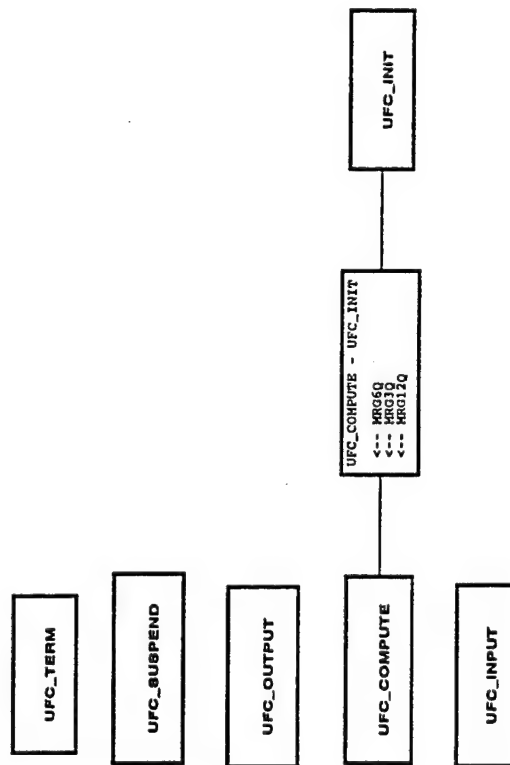 UFC_TERM
UFC_SUSPEND
UFC_OUTPUT
UFC_COMPUTE
UFC_INPUT
UFC_COMPUTE - UFC_INIT
<-- MRG6Q
<-- MRG3Q
<-- MRG12Q
UFC_INIT